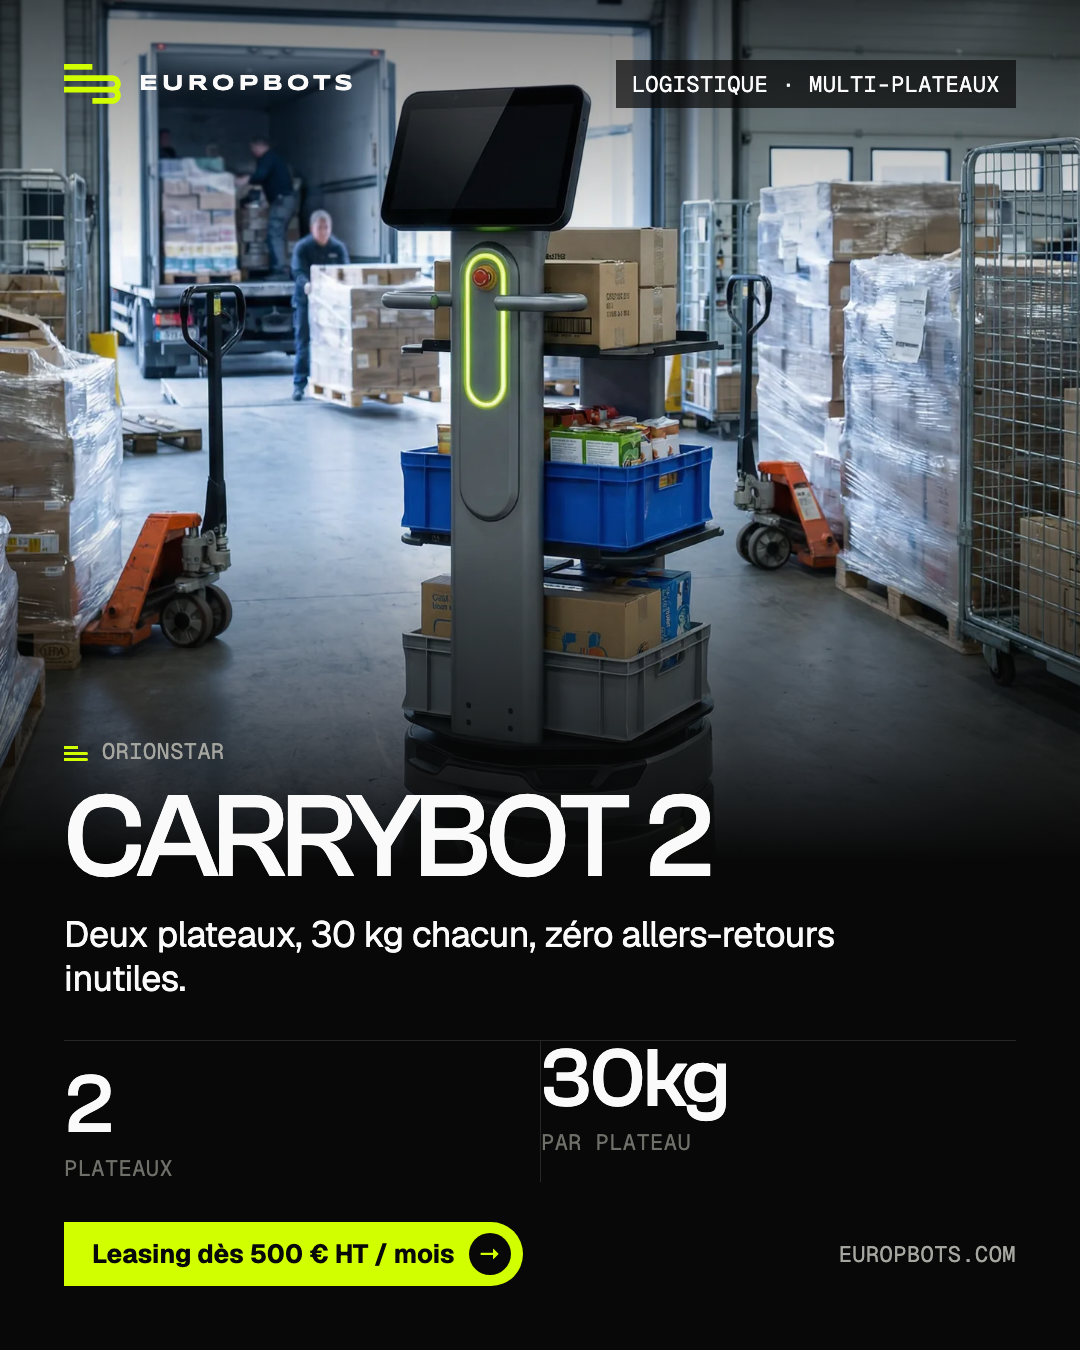 EUROPBOTS
LOGISTIQUE · MULTI-PLATEAUX
ORIONSTAR
CARRYBOT 2
Deux plateaux, 30 kg chacun, zéro allers-retours
inutiles.
2
PLATEAUX
30kg
PAR PLATEAU
Leasing dès 500 € HT / mois →
EUROPBOTS.COM